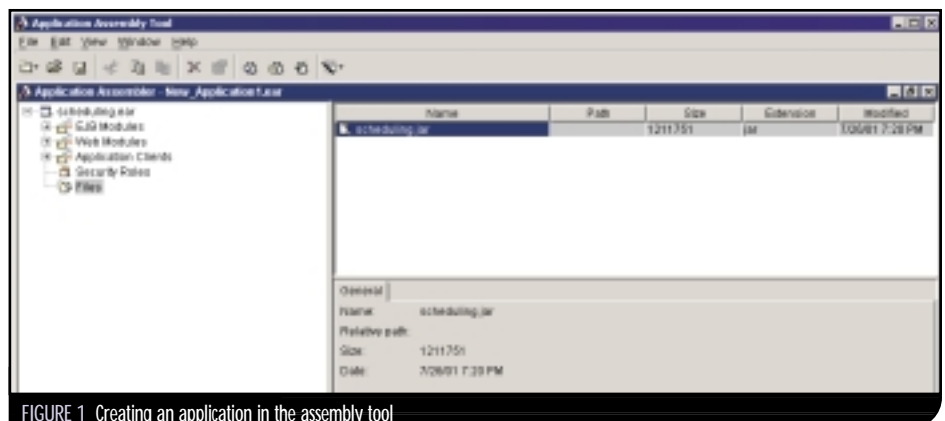 Application Assembly Tool
File Edit View Window Help
Application Assembler - New_Application1.ear
scheduling.ear
EJB Modules
Web Modules
Application Clients
Security Roles
Files
Name Path Size Extension Modified
scheduling.jar 1211751 jar 7/26/01 7:20 PM
General
Name: scheduling.jar
Relative path:
Size: 1211751
Date: 7/26/01 7:20 PM
FIGURE 1 Creating an application in the assembly tool